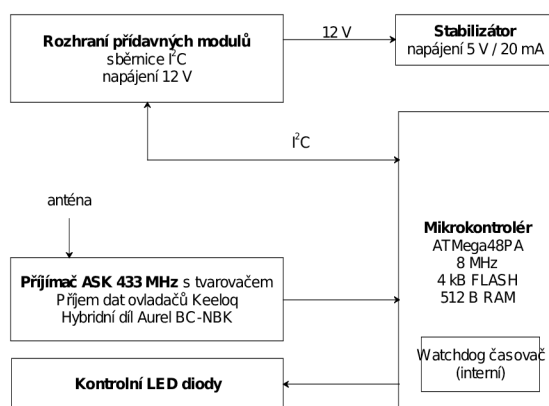 Rozhraní přídavných modulů
sběrnice I²C
napájení 12 V
12 V
Stabilizátor
napájení 5 V / 20 mA
I²C
anténa
Příjímač ASK 433 MHz s tvarovačem
Příjem dat ovladačů Keeloq
Hybridní díl Aurel BC-NBK
Mikrokontrolér
ATMega48PA
8 MHz
4 kB FLASH
512 B RAM
Watchdog časovač
(interní)
Kontrolní LED diody